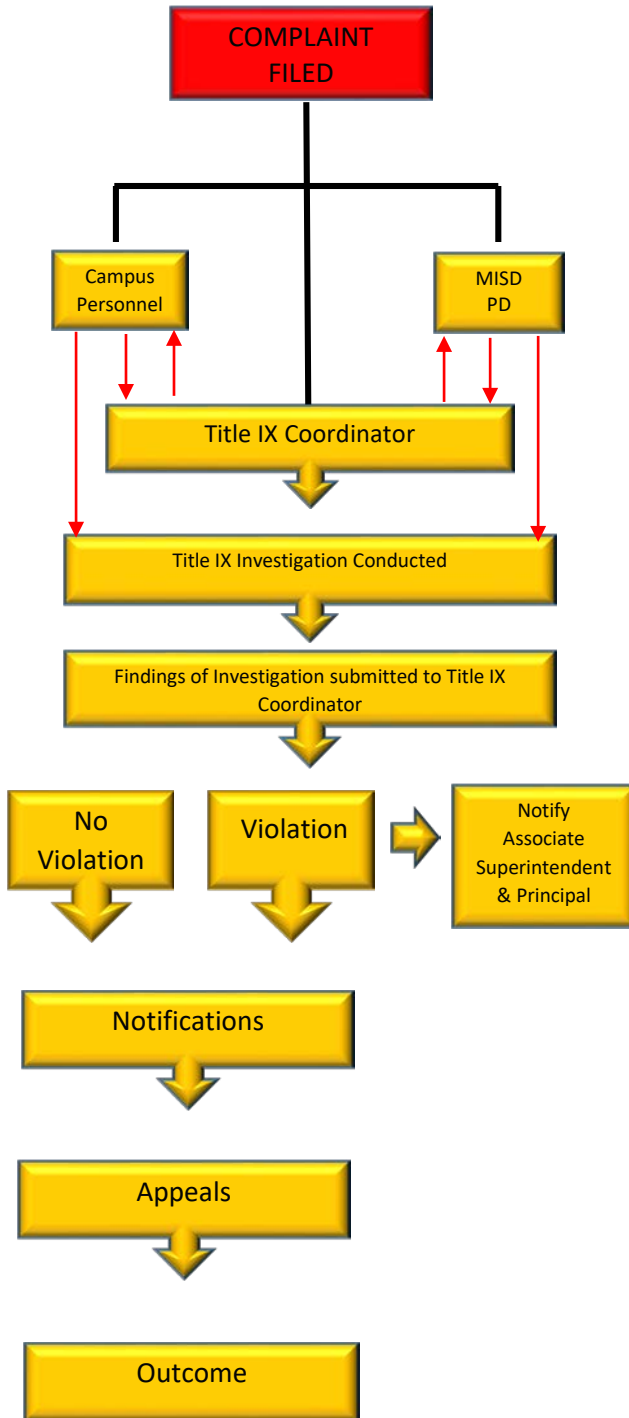 COMPLAINT
FILED
Campus
Personnel
MISD
PD
Title IX Coordinator
Title IX Investigation Conducted
Findings of Investigation submitted to Title IX
Coordinator
No
Violation
Violation
Notify
Associate
Superintendent
& Principal
Notifications
Appeals
Outcome